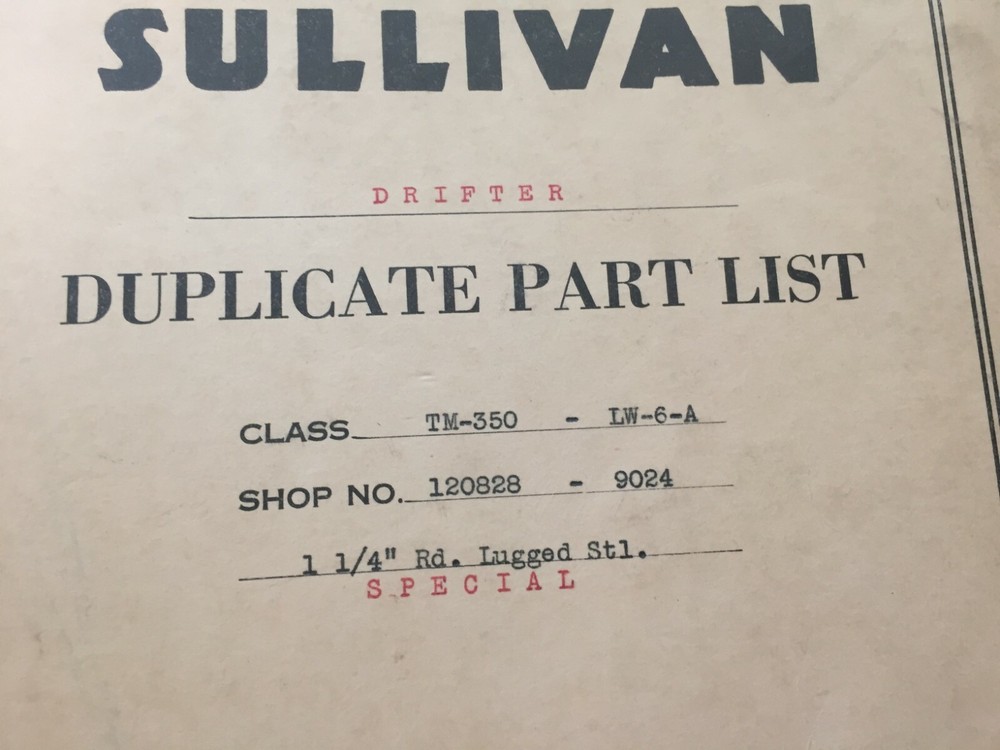 SULLIVAN
DRIFTER
DUPLICATE PART LIST
CLASS TM-350 - LW-6-A
SHOP NO. 120828 - 9024
1 1/4" Rd. Lugged Stl.
SPECIAL